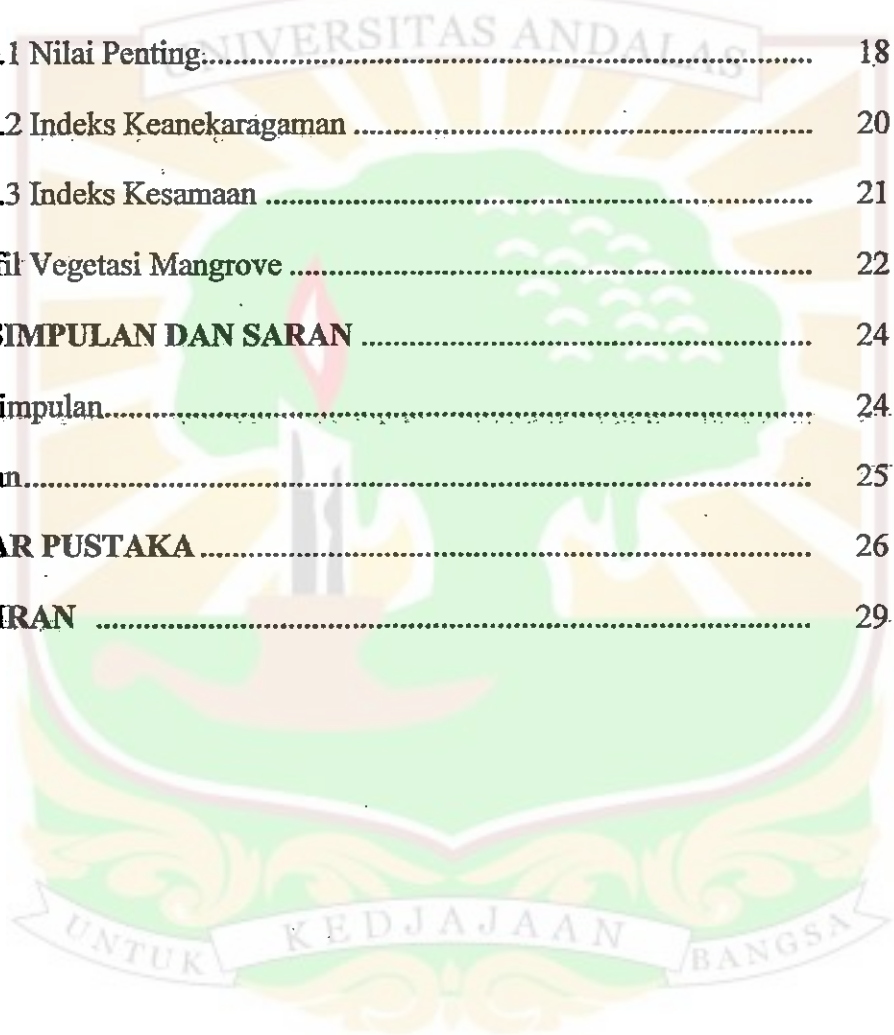 UNIVERSITAS ANDALAS
.1 Nilai Penting.................... 18
.2 Indeks Keanekaragaman .................... 20
.3 Indeks Kesamaan .................... 21
fil Vegetasi Mangrove .................... 22
SIMPULAN DAN SARAN .................... 24
impulan.................... 24
an.................... 25
AR PUSTAKA .................... 26
IRAN .................... 29
UNTUK KEDJAJAAN BANGSA